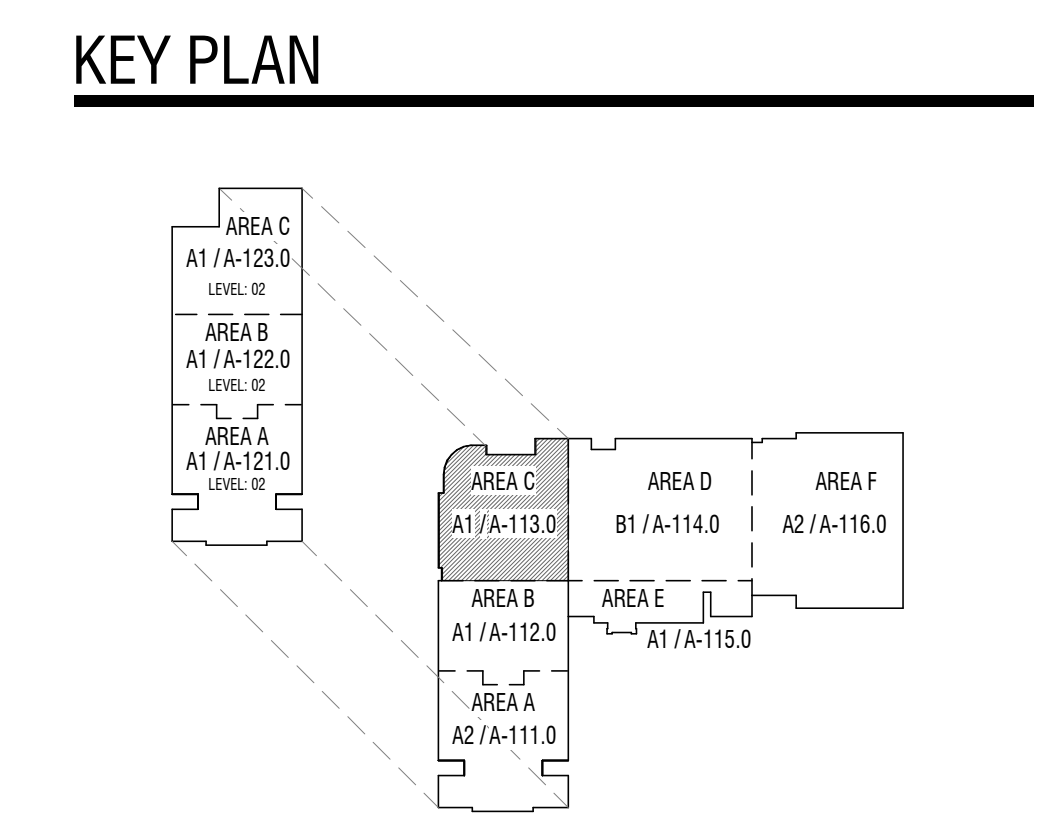 KEY PLAN
AREA C
A1 / A-123.0
LEVEL: 02
AREA B
A1 / A-122.0
LEVEL: 02
AREA A
A1 / A-121.0
LEVEL: 02
AREA C
A1 / A-113.0
AREA D
B1 / A-114.0
AREA F
A2 / A-116.0
AREA B
A1 / A-112.0
AREA E
A1 / A-115.0
AREA A
A2 / A-111.0